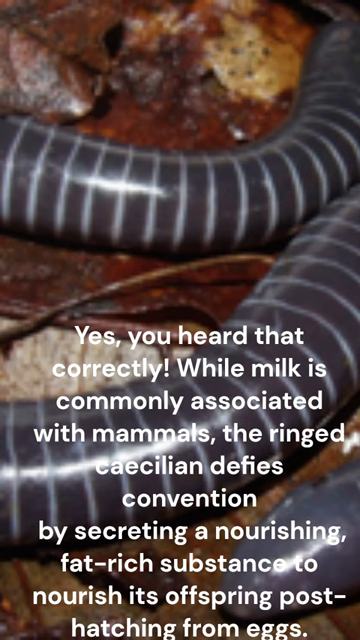 Yes, you heard that
correctly! While milk is
commonly associated
with mammals, the ringed
caecilian defies
convention
by secreting a nourishing,
fat-rich substance to
nourish its offspring post-
hatching from eggs.